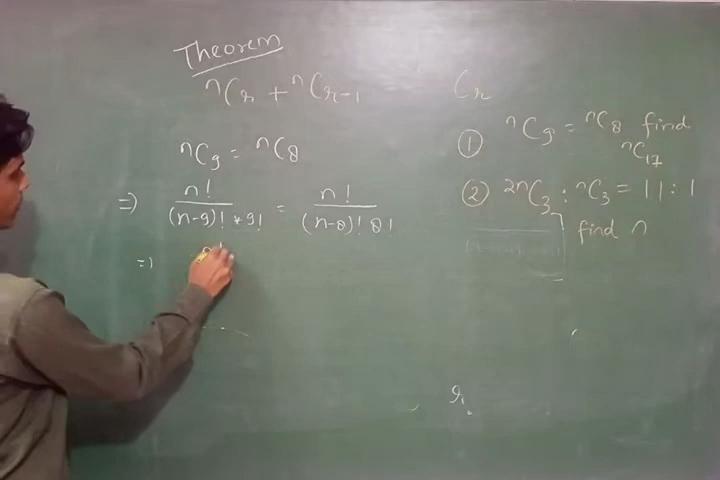 Theorem
ⁿCr + ⁿCr-1
Cr
ⁿC9 = ⁿC8
⇒ n!/((n-9)! * 9!) = n!/((n-8)! 8!)
⇒ n!
① ⁿC9 = ⁿC8 find
ⁿC17
② 2ⁿC3 : ⁿC3 = 11 : 1
find n